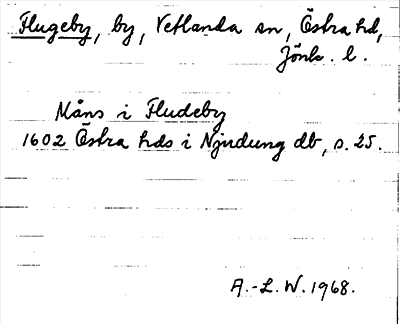 Flugeby, by, Vetlanda sn, Östra hd,
Jönk. l.
Måns i Fludeby
1602 Östra hds i Njudung db, s. 25.
A.-L. W. 1968.